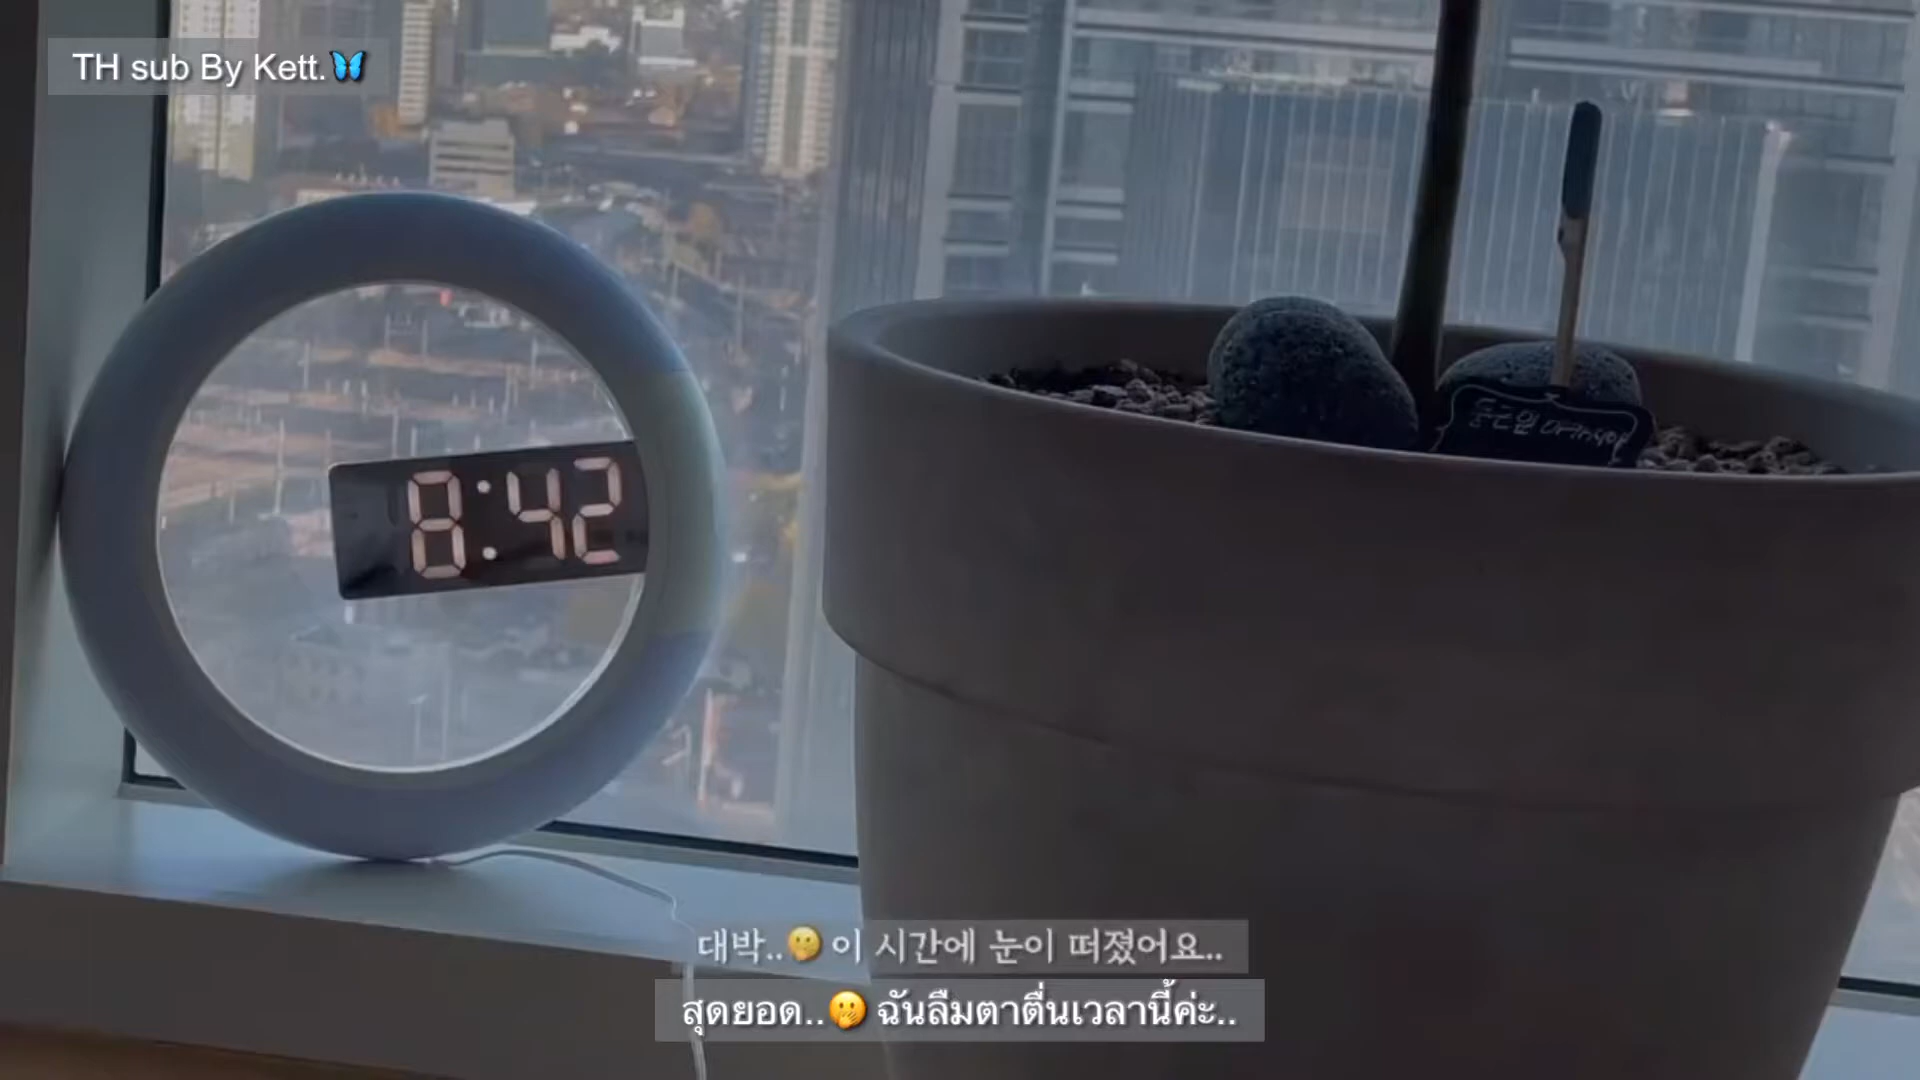 TH sub By Kett.🦋
8:42
대박..🤭 이 시간에 눈이 떠졌어요..
สุดยอด..🤭 ฉันลืมตาตื่นเวลานี้ค่ะ..